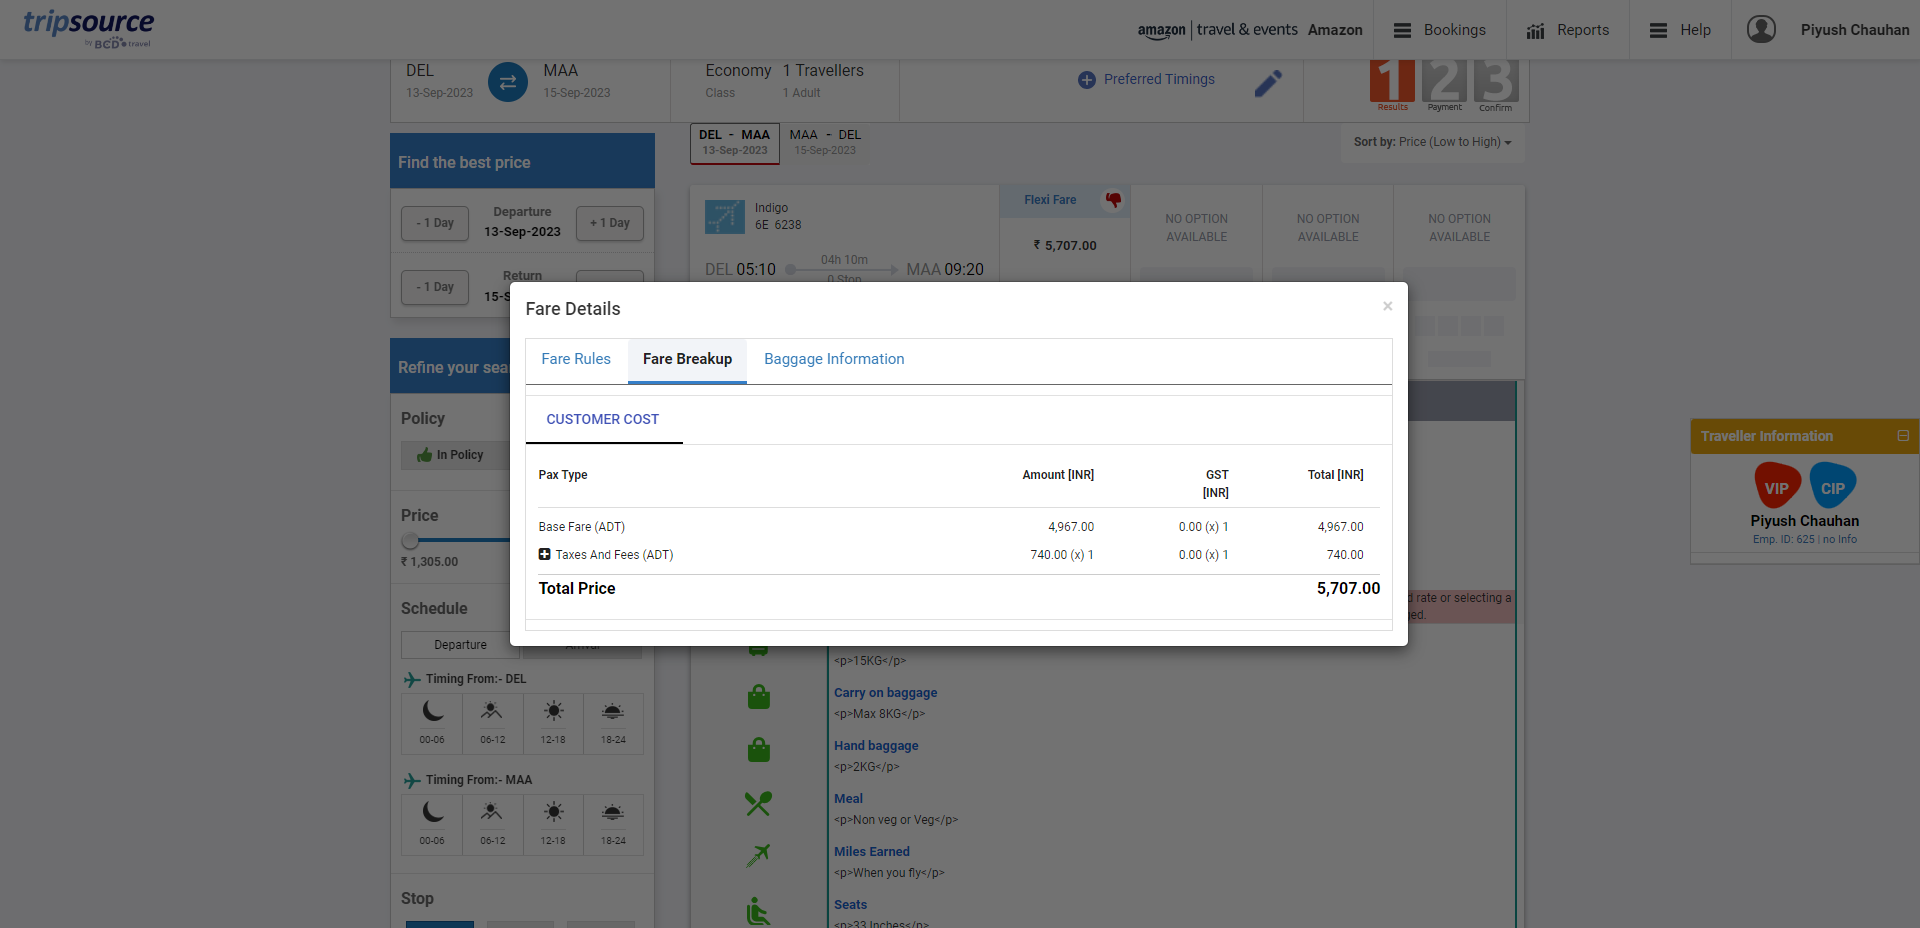 tripsource
by BCD travel
amazon | travel & events Amazon
Bookings
Reports
Help
Piyush Chauhan
DEL
13-Sep-2023
MAA
15-Sep-2023
Economy
Class
1 Travellers
1 Adult
Preferred Timings
1 2 3
Results Payment Confirm
DEL - MAA
13-Sep-2023
MAA - DEL
15-Sep-2023
Sort by: Price (Low to High)
Find the best price
- 1 Day
Departure
13-Sep-2023
+ 1 Day
- 1 Day
Return
15-S
Indigo
6E 6238
DEL 05:10
04h 10m
0 Stop
MAA 09:20
Flexi Fare
₹ 5,707.00
NO OPTION
AVAILABLE
NO OPTION
AVAILABLE
NO OPTION
AVAILABLE
Fare Details
×
Fare Rules
Fare Breakup
Baggage Information
CUSTOMER COST
Pax Type Amount [INR] GST [INR] Total [INR]
Base Fare (ADT) 4,967.00 0.00 (x) 1 4,967.00
Taxes And Fees (ADT) 740.00 (x) 1 0.00 (x) 1 740.00
Total Price 5,707.00
Refine your sea
Policy
In Policy
Price
₹ 1,305.00
Schedule
Departure
Arrival
Timing From:- DEL
00-06 06-12 12-18 18-24
Timing From:- MAA
00-06 06-12 12-18 18-24
Stop
d rate or selecting a
ged.
<p>15KG</p>
Carry on baggage
<p>Max 8KG</p>
Hand baggage
<p>2KG</p>
Meal
<p>Non veg or Veg</p>
Miles Earned
<p>When you fly</p>
Seats
<p>33 Inches</p>
Traveller Information
VIP CIP
Piyush Chauhan
Emp. ID: 625 | no Info